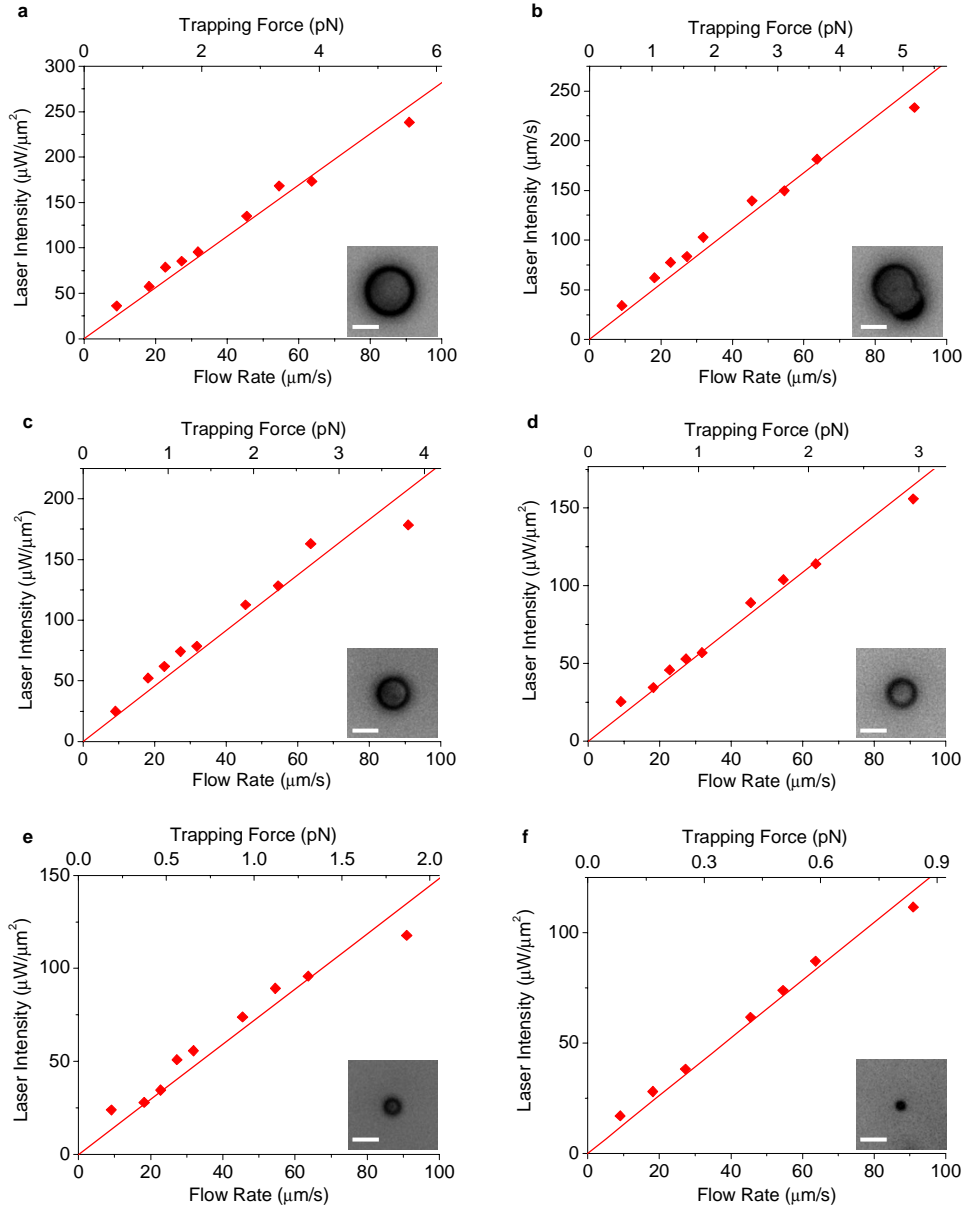 a
Trapping Force (pN)
0 2 4 6
300
250
200
150
100
50
0
Laser Intensity (μW/μm²)
0 20 40 60 80 100
Flow Rate (μm/s)
b
Trapping Force (pN)
0 1 2 3 4 5
250
200
150
100
50
0
Laser Intensity (μm/s)
0 20 40 60 80 100
Flow Rate (μm/s)
c
Trapping Force (pN)
0 1 2 3 4
200
150
100
50
0
Laser Intensity (μW/μm²)
0 20 40 60 80 100
Flow Rate (μm/s)
d
Trapping Force (pN)
0 1 2 3
150
100
50
0
Laser Intensity (μW/μm²)
0 20 40 60 80 100
Flow Rate (μm/s)
e
Trapping Force (pN)
0.0 0.5 1.0 1.5 2.0
150
100
50
0
Laser Intensity (μW/μm²)
0 20 40 60 80 100
Flow Rate (μm/s)
f
Trapping Force (pN)
0.0 0.3 0.6 0.9
100
50
0
Laser Intensity (μW/μm²)
0 20 40 60 80 100
Flow Rate (μm/s)